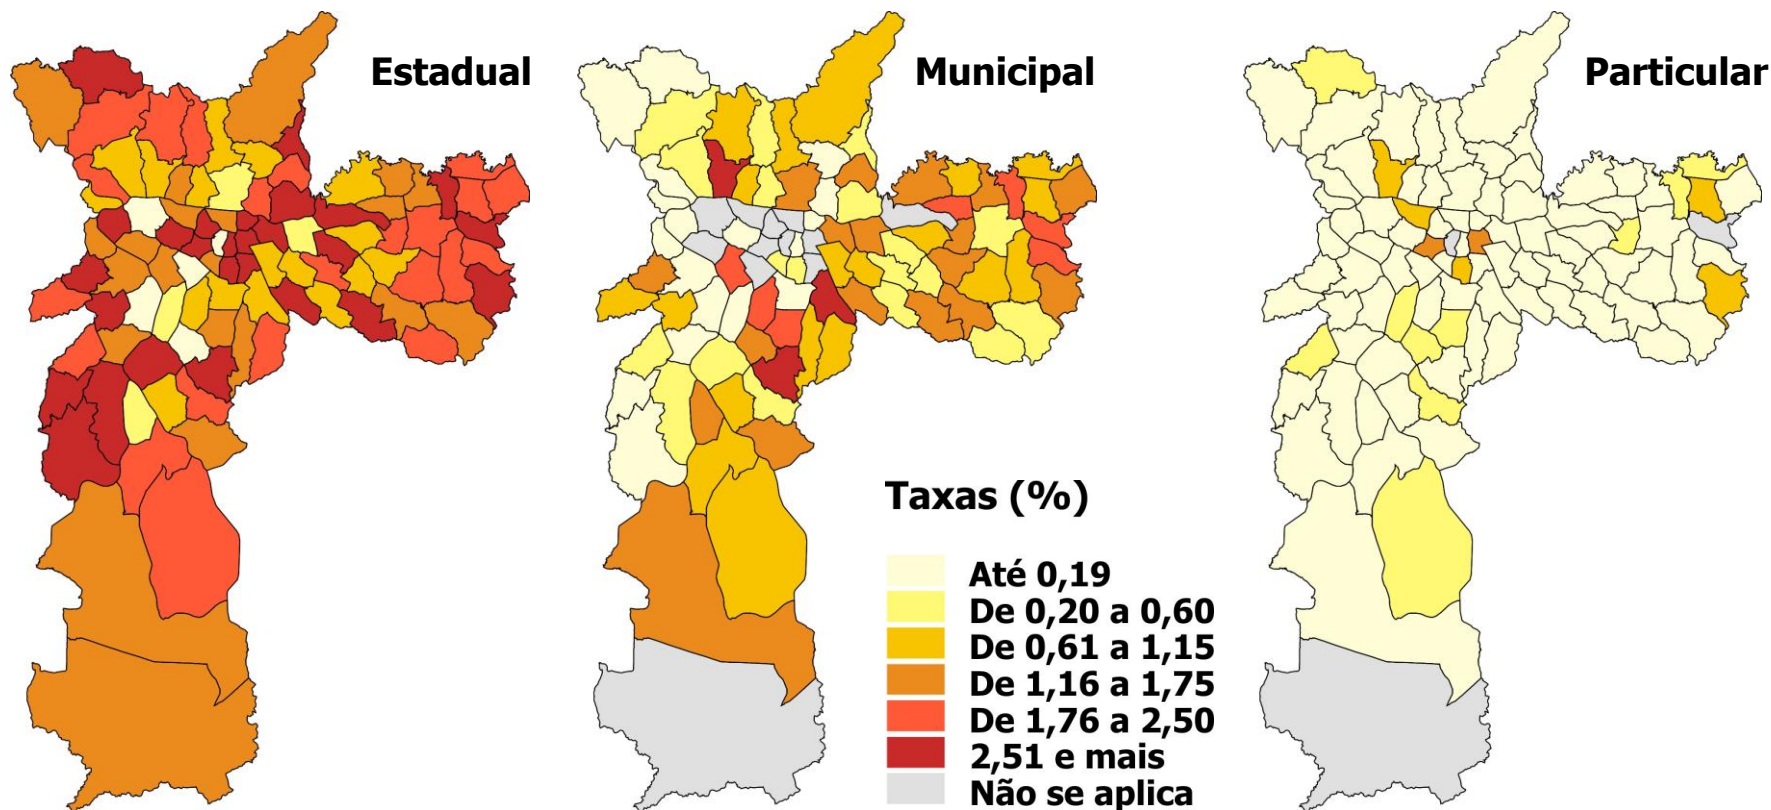 Estadual
Municipal
Particular
Taxas (%)
Até 0,19
De 0,20 a 0,60
De 0,61 a 1,15
De 1,16 a 1,75
De 1,76 a 2,50
2,51 e mais
Não se aplica